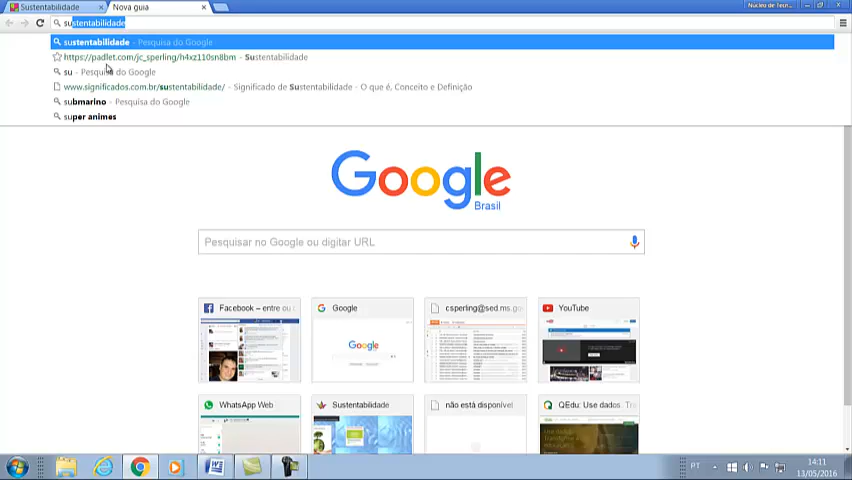 Sustentabilidade
Nova guia
Núcleo de Tecn...
sustentabilidade
sustentabilidade - Pesquisa do Google
https://padlet.com/jc_sperling/h4xz110sn8bm - Sustentabilidade
su - Pesquisa do Google
www.significados.com.br/sustentabilidade/ - Significado de Sustentabilidade - O que é, Conceito e Definição
submarino - Pesquisa do Google
super animes
Google
Brasil
Pesquisar no Google ou digitar URL
Facebook – entre ou
Google
csperling@sed.ms.go
YouTube
Google
WhatsApp Web
Sustentabilidade
não está disponível
QEdu: Use dados. Tra
Use dados.
PT
14:11
13/05/2016